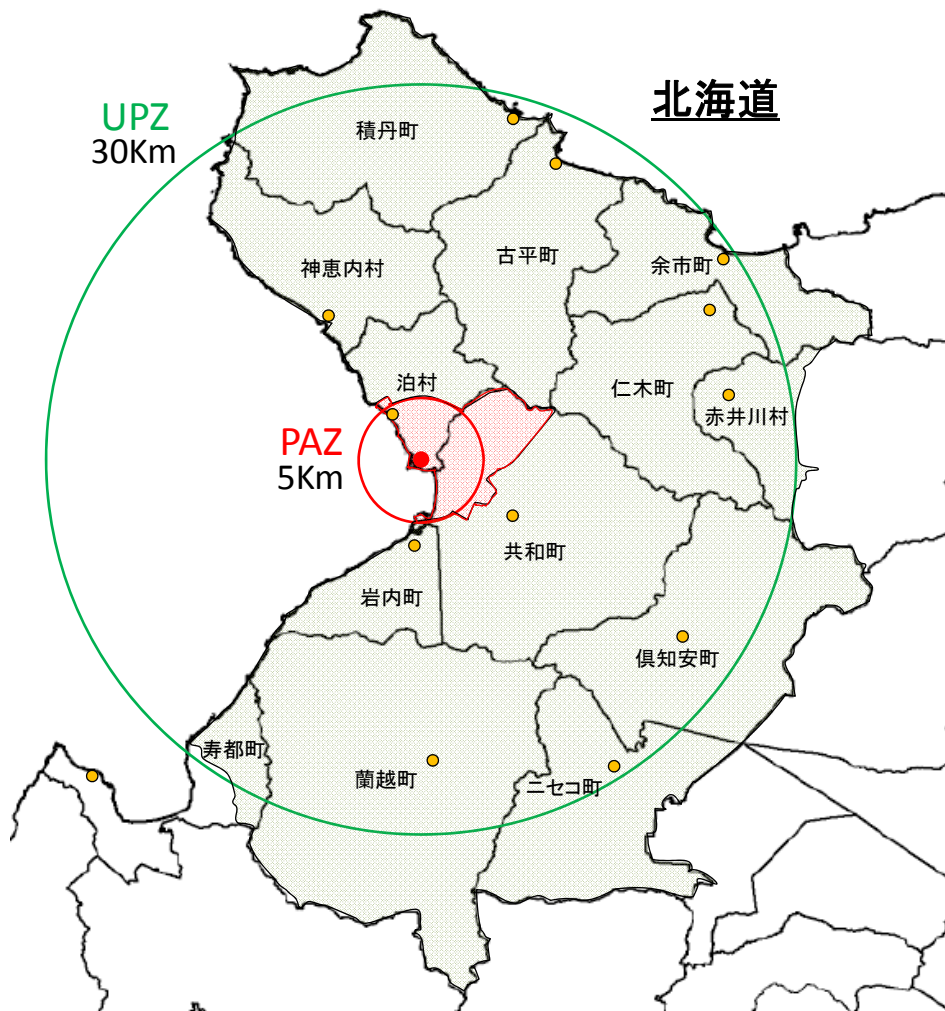 北海道
UPZ
30Km
積丹町
古平町
神恵内村
余市町
泊村
仁木町
赤井川村
PAZ
5Km
共和町
岩内町
倶知安町
寿都町
蘭越町
ニセコ町